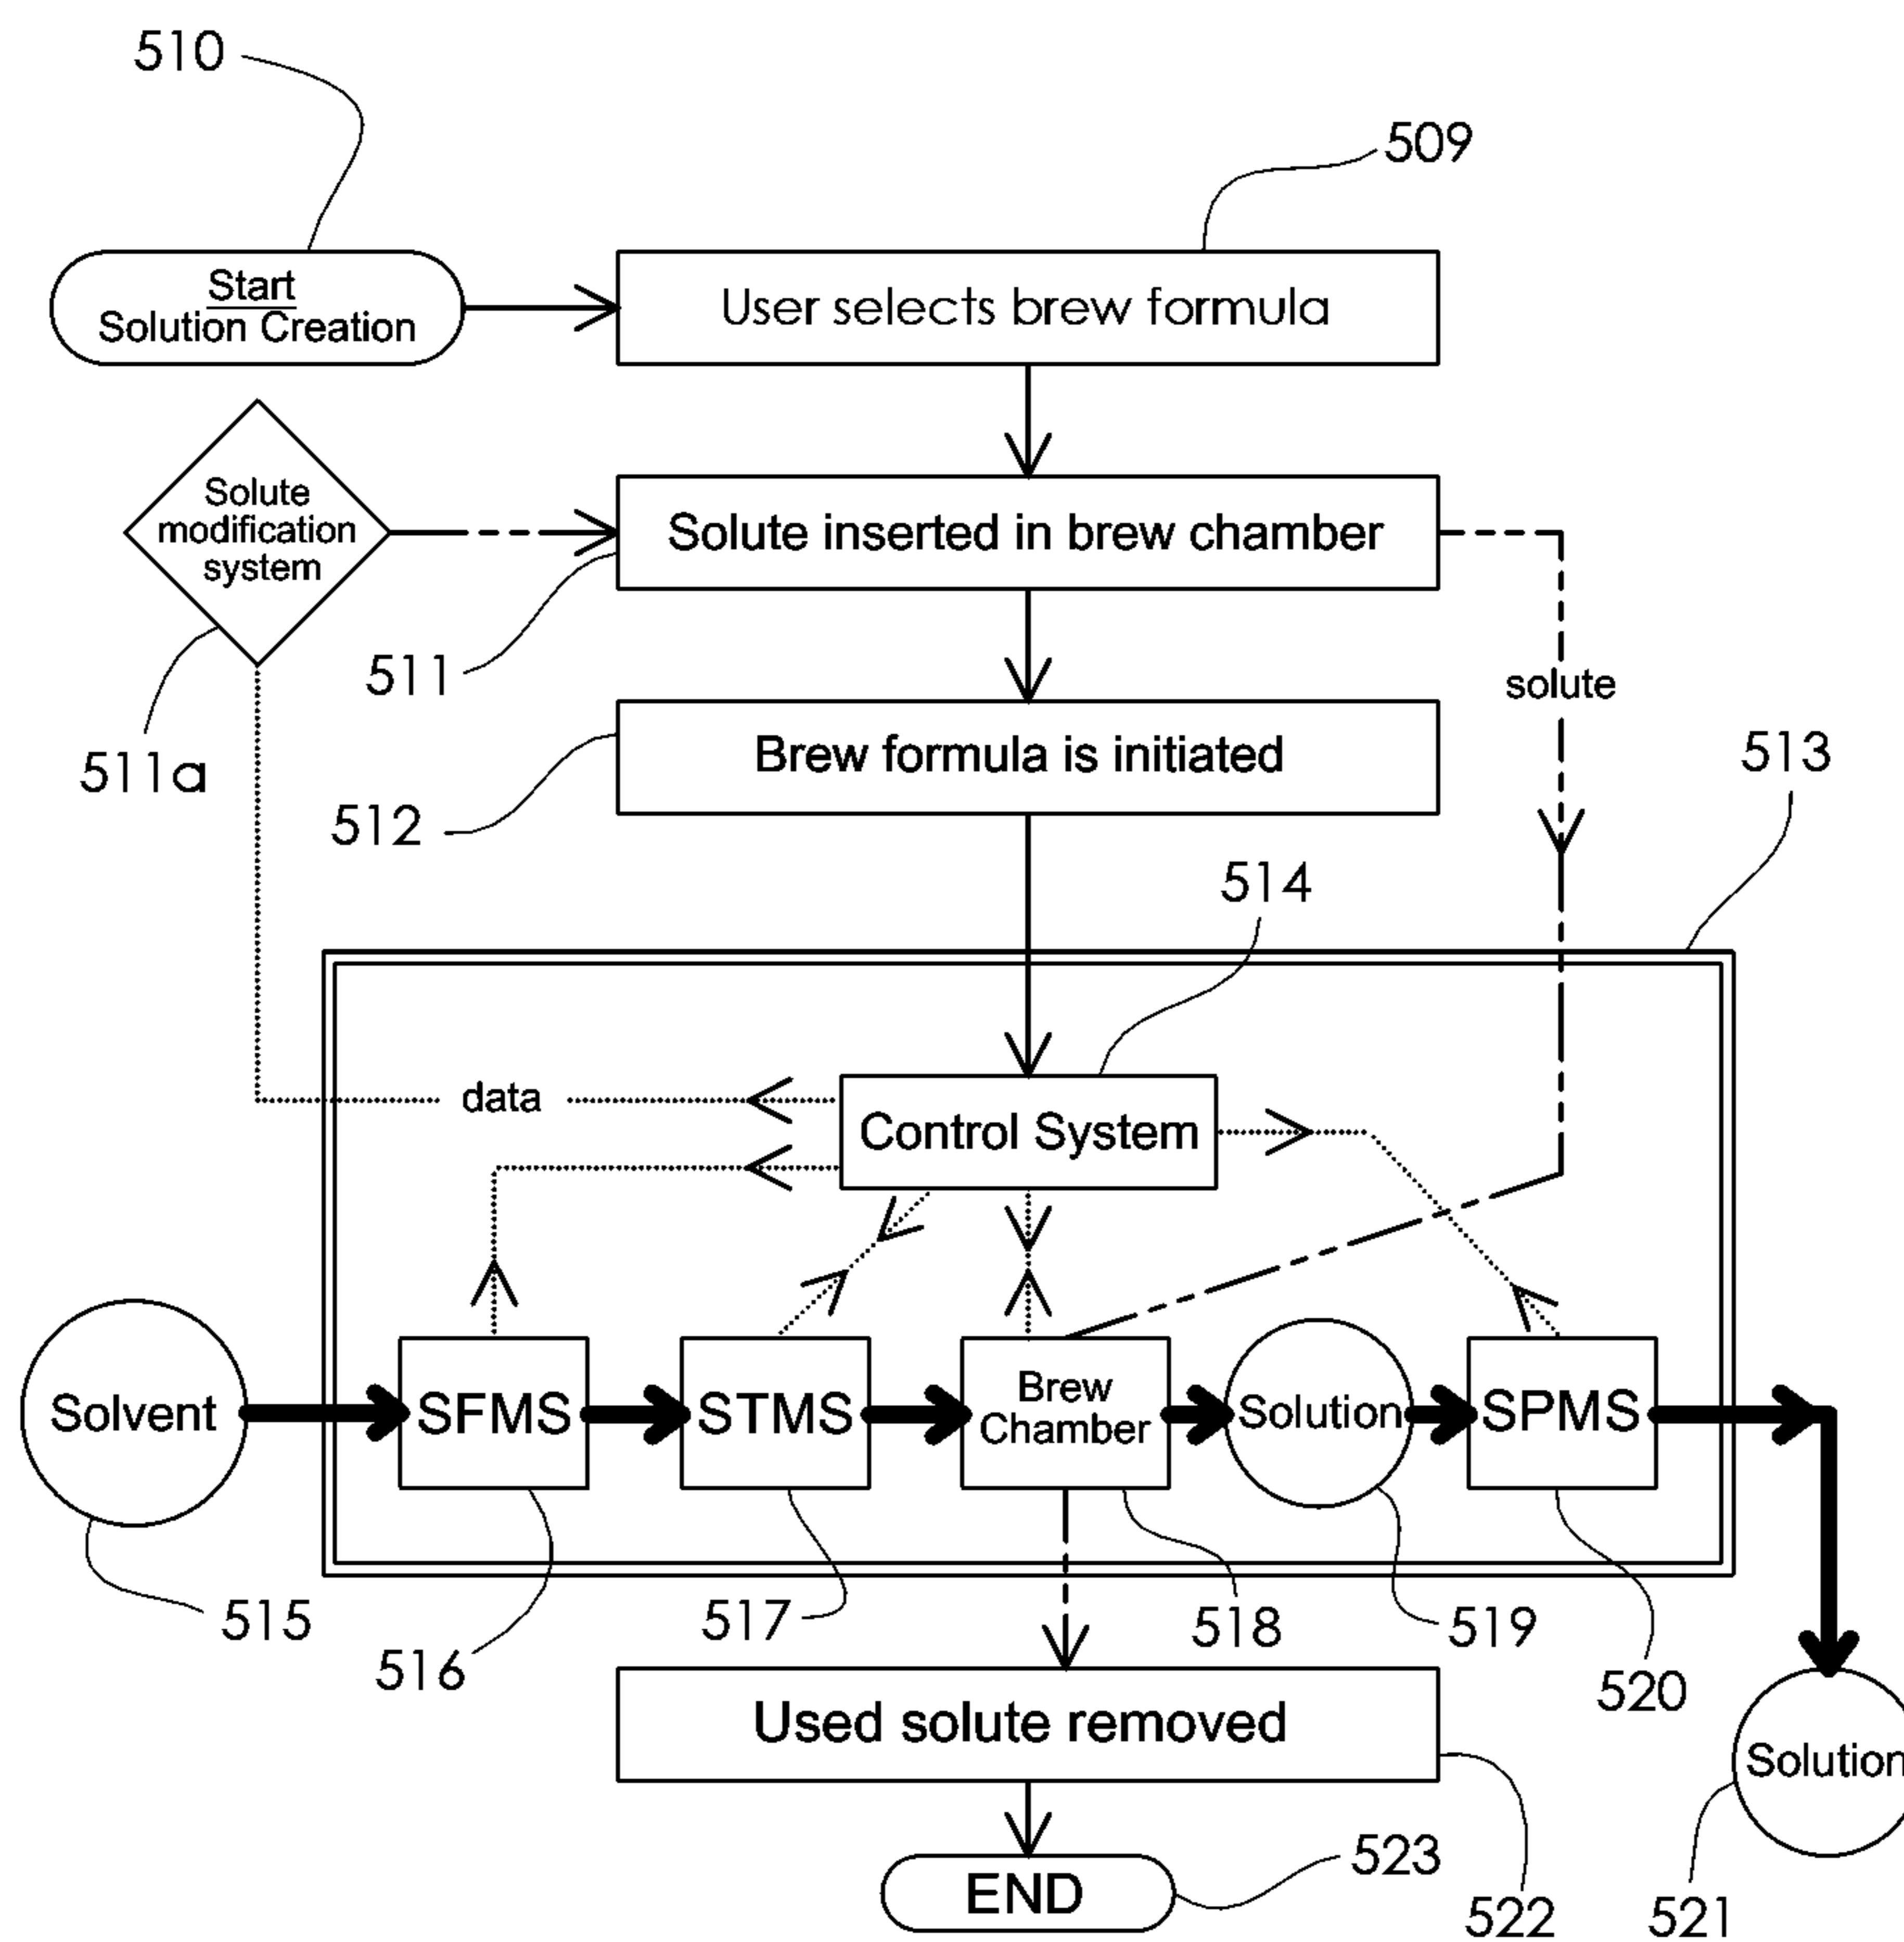 510
509
Start
Solution Creation
User selects brew formula
Solute
modification
system
Solute inserted in brew chamber
511
solute
511a
Brew formula is initiated
513
512
514
data
Control System
Solvent
SFMS
STMS
Brew
Chamber
Solution
SPMS
515
516
517
518
519
520
Used solute removed
Solution
END
523
522
521